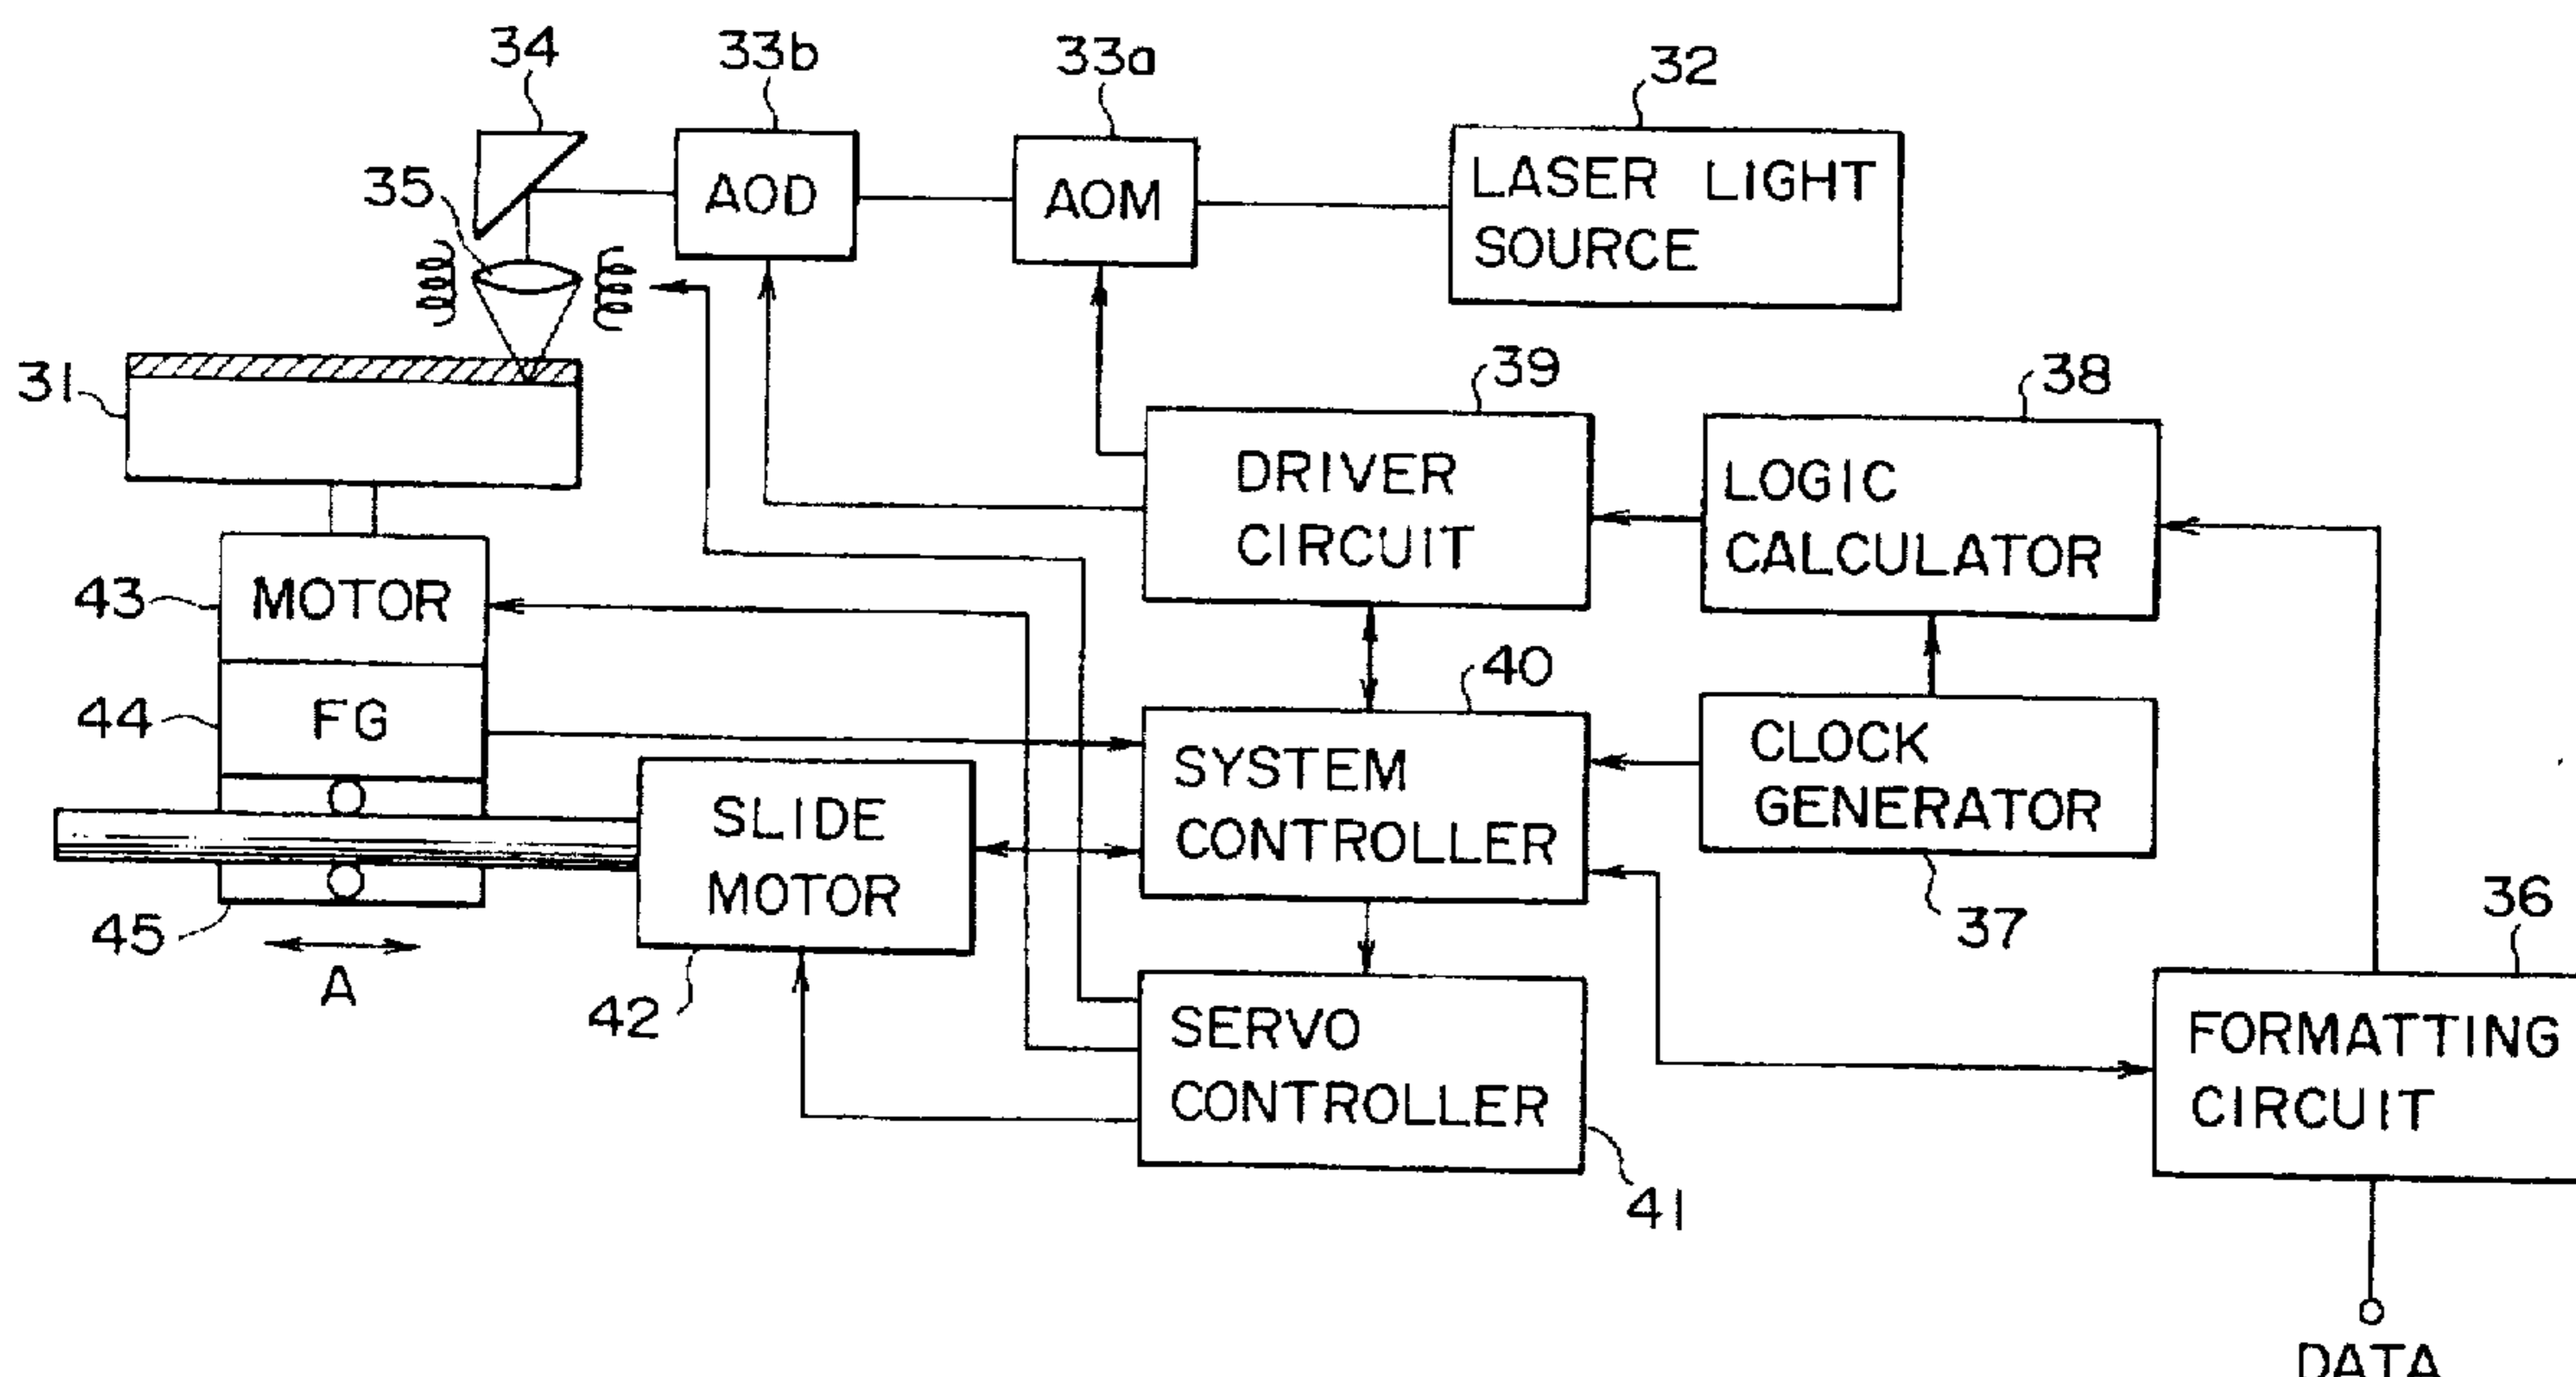 34
33b
33a
32
35
AOD
AOM
LASER LIGHT
SOURCE
31
39
38
DRIVER
CIRCUIT
LOGIC
CALCULATOR
43
MOTOR
40
44
FG
SYSTEM
CONTROLLER
CLOCK
GENERATOR
SLIDE
MOTOR
45
A
42
37
36
SERVO
CONTROLLER
FORMATTING
CIRCUIT
41
DATA